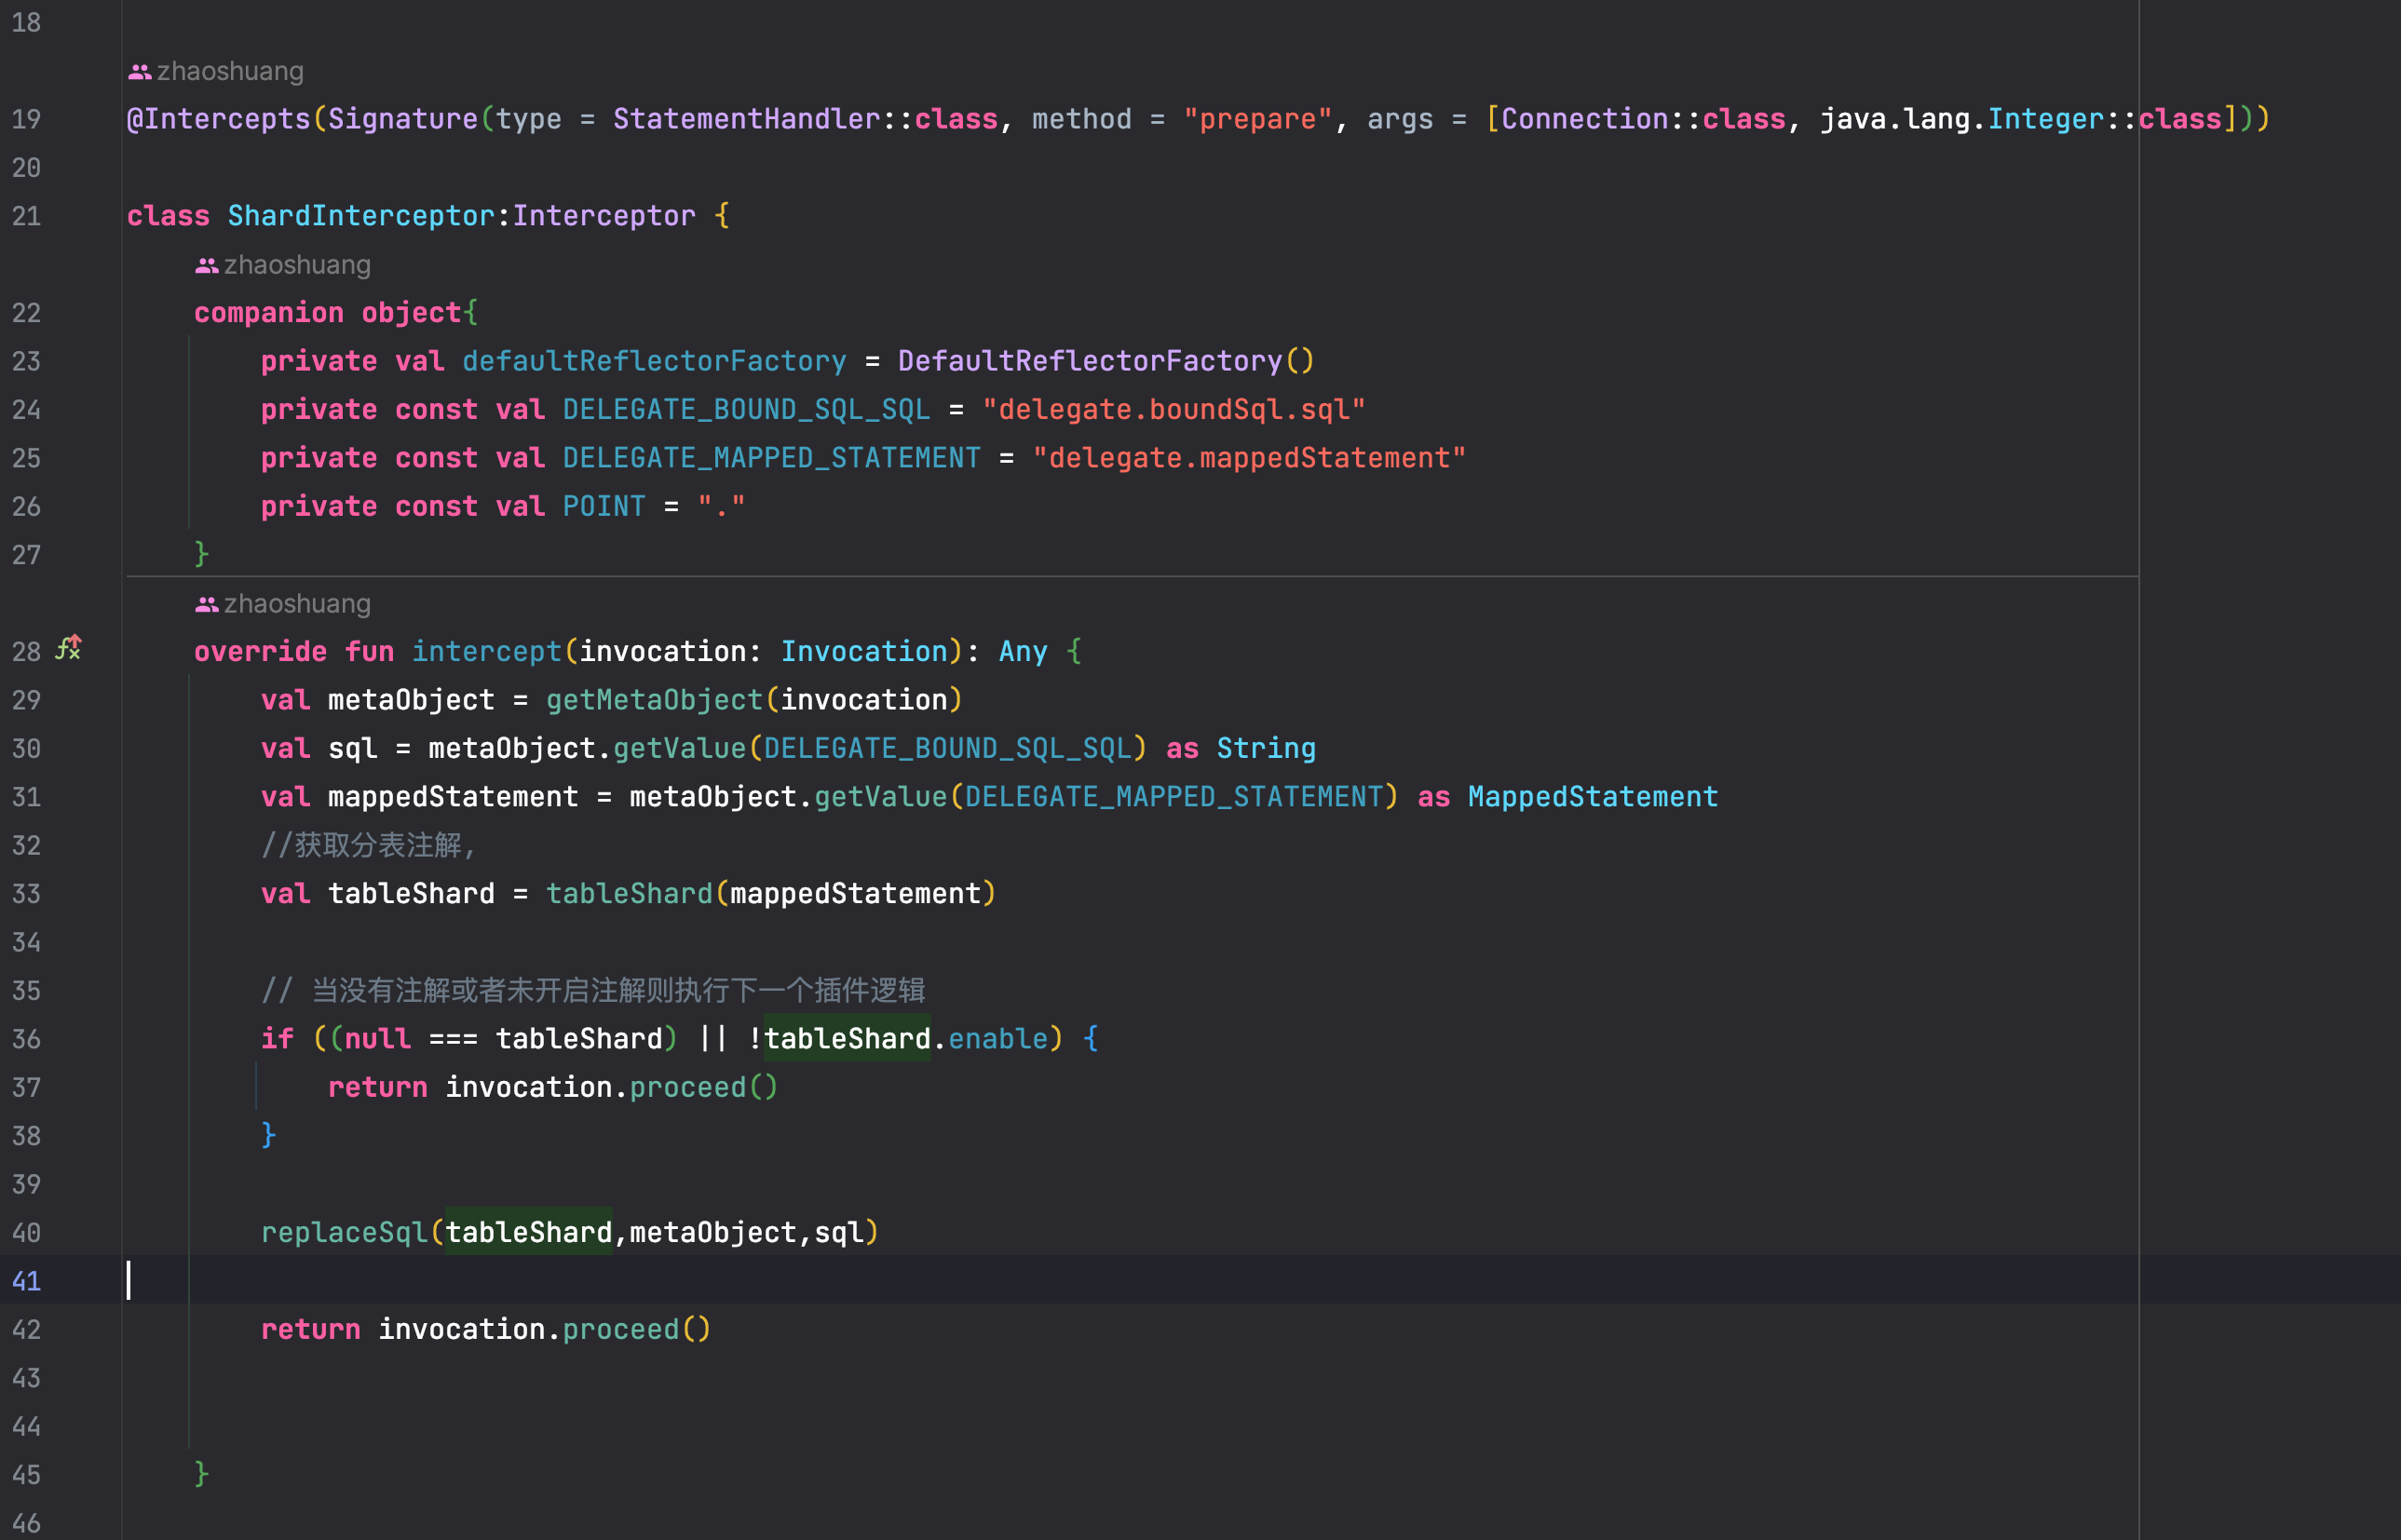 18
zhaoshuang
19 @Intercepts(Signature(type = StatementHandler::class, method = "prepare", args = [Connection::class, java.lang.Integer::class]))
20
21 class ShardInterceptor:Interceptor {
zhaoshuang
22 companion object{
23 private val defaultReflectorFactory = DefaultReflectorFactory()
24 private const val DELEGATE_BOUND_SQL_SQL = "delegate.boundSql.sql"
25 private const val DELEGATE_MAPPED_STATEMENT = "delegate.mappedStatement"
26 private const val POINT = "."
27 }
zhaoshuang
28 override fun intercept(invocation: Invocation): Any {
29 val metaObject = getMetaObject(invocation)
30 val sql = metaObject.getValue(DELEGATE_BOUND_SQL_SQL) as String
31 val mappedStatement = metaObject.getValue(DELEGATE_MAPPED_STATEMENT) as MappedStatement
32 //获取分表注解,
33 val tableShard = tableShard(mappedStatement)
34
35 // 当没有注解或者未开启注解则执行下一个插件逻辑
36 if ((null === tableShard) || !tableShard.enable) {
37 return invocation.proceed()
38 }
39
40 replaceSql(tableShard,metaObject,sql)
41
42 return invocation.proceed()
43
44
45 }
46